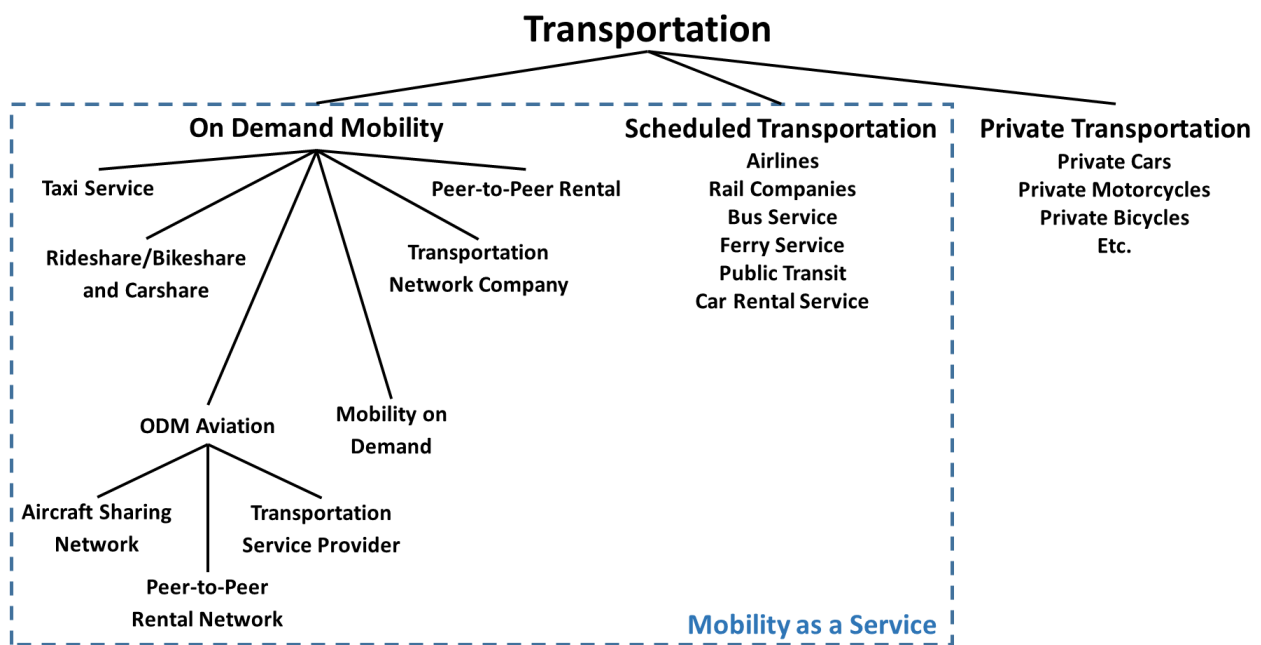 Transportation
On Demand Mobility
Scheduled Transportation
Private Transportation
Taxi Service
Peer-to-Peer Rental
Rideshare/Bikeshare
and Carshare
Transportation
Network Company
ODM Aviation
Mobility on
Demand
Aircraft Sharing
Network
Transportation
Service Provider
Peer-to-Peer
Rental Network
Airlines
Rail Companies
Bus Service
Ferry Service
Public Transit
Car Rental Service
Private Cars
Private Motorcycles
Private Bicycles
Etc.
Mobility as a Service